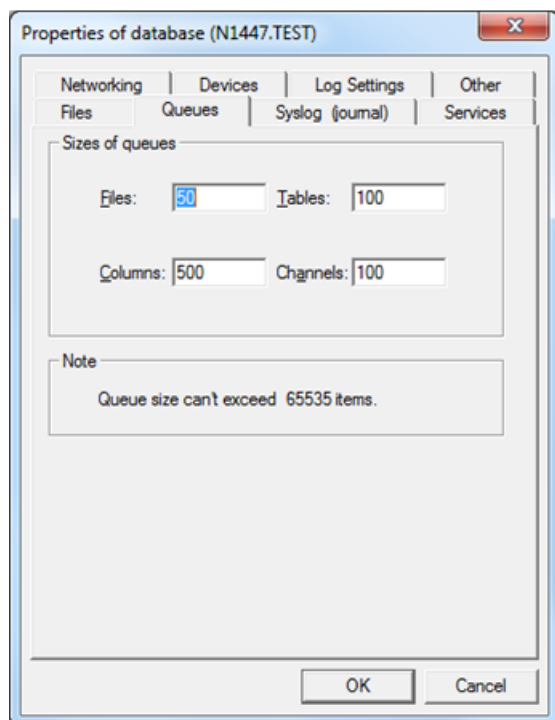 Properties of database (N1447.TEST)
Networking Devices Log Settings Other
Files Queues Syslog (journal) Services
Sizes of queues
Files: 50 Tables: 100
Columns: 500 Channels: 100
Note
Queue size can't exceed 65535 items.
OK Cancel